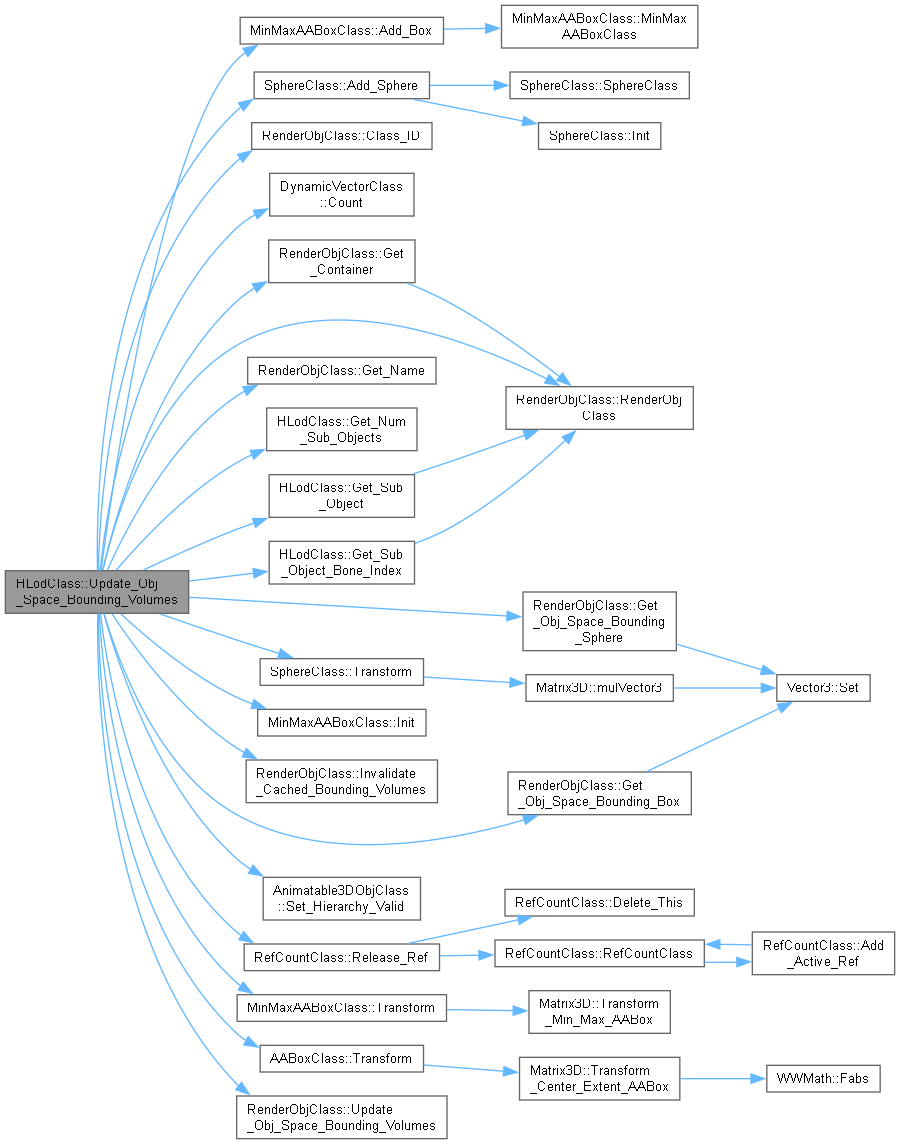 MinMaxAABoxClass::Add_Box
MinMaxAABoxClass::MinMax
AABoxClass
SphereClass::Add_Sphere
SphereClass::SphereClass
SphereClass::Init
RenderObjClass::Class_ID
DynamicVectorClass
::Count
RenderObjClass::Get
_Container
RenderObjClass::Get_Name
RenderObjClass::RenderObj
Class
HLodClass::Get_Num
_Sub_Objects
HLodClass::Get_Sub
_Object
HLodClass::Get_Sub
_Object_Bone_Index
HLodClass::Update_Obj
_Space_Bounding_Volumes
RenderObjClass::Get
_Obj_Space_Bounding
_Sphere
SphereClass::Transform
Matrix3D::mulVector3
Vector3::Set
MinMaxAABoxClass::Init
RenderObjClass::Invalidate
_Cached_Bounding_Volumes
RenderObjClass::Get
_Obj_Space_Bounding_Box
Animatable3DObjClass
::Set_Hierarchy_Valid
RefCountClass::Delete_This
RefCountClass::Release_Ref
RefCountClass::RefCountClass
RefCountClass::Add
_Active_Ref
MinMaxAABoxClass::Transform
Matrix3D::Transform
_Min_Max_AABox
AABoxClass::Transform
Matrix3D::Transform
_Center_Extent_AABox
WWMath::Fabs
RenderObjClass::Update
_Obj_Space_Bounding_Volumes